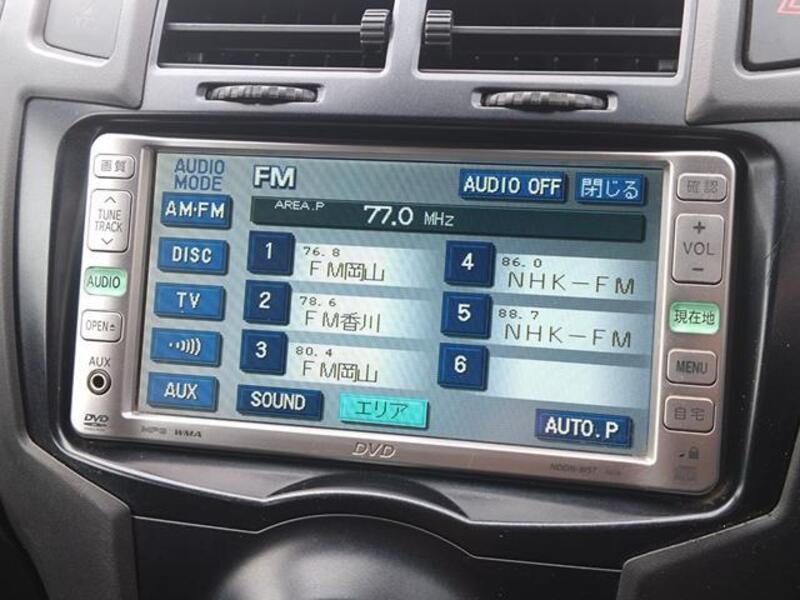 画質
TUNE
TRACK
AUDIO
OPEN
AUX
DVD
MP3 WMA
AUDIO MODE
FM
AUDIO OFF
閉じる
AREA.P 77.0 MHz
AM・FM
DISC
TV
AUX
1 76.8 FM岡山
2 78.6 FM香川
3 80.4 FM岡山
4 86.0 NHK-FM
5 88.7 NHK-FM
6
SOUND
エリア
AUTO.P
DVD
確認
+
VOL
-
現在地
MENU
自宅